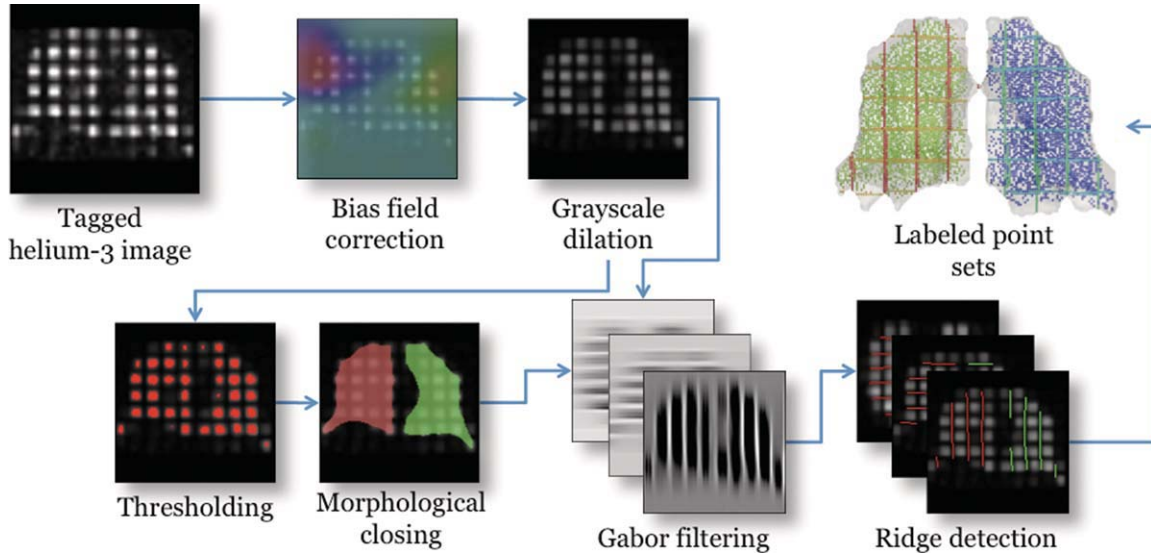 Tagged
helium-3 image
Bias field
correction
Grayscale
dilation
Labeled point
sets
Thresholding
Morphological
closing
Gabor filtering
Ridge detection